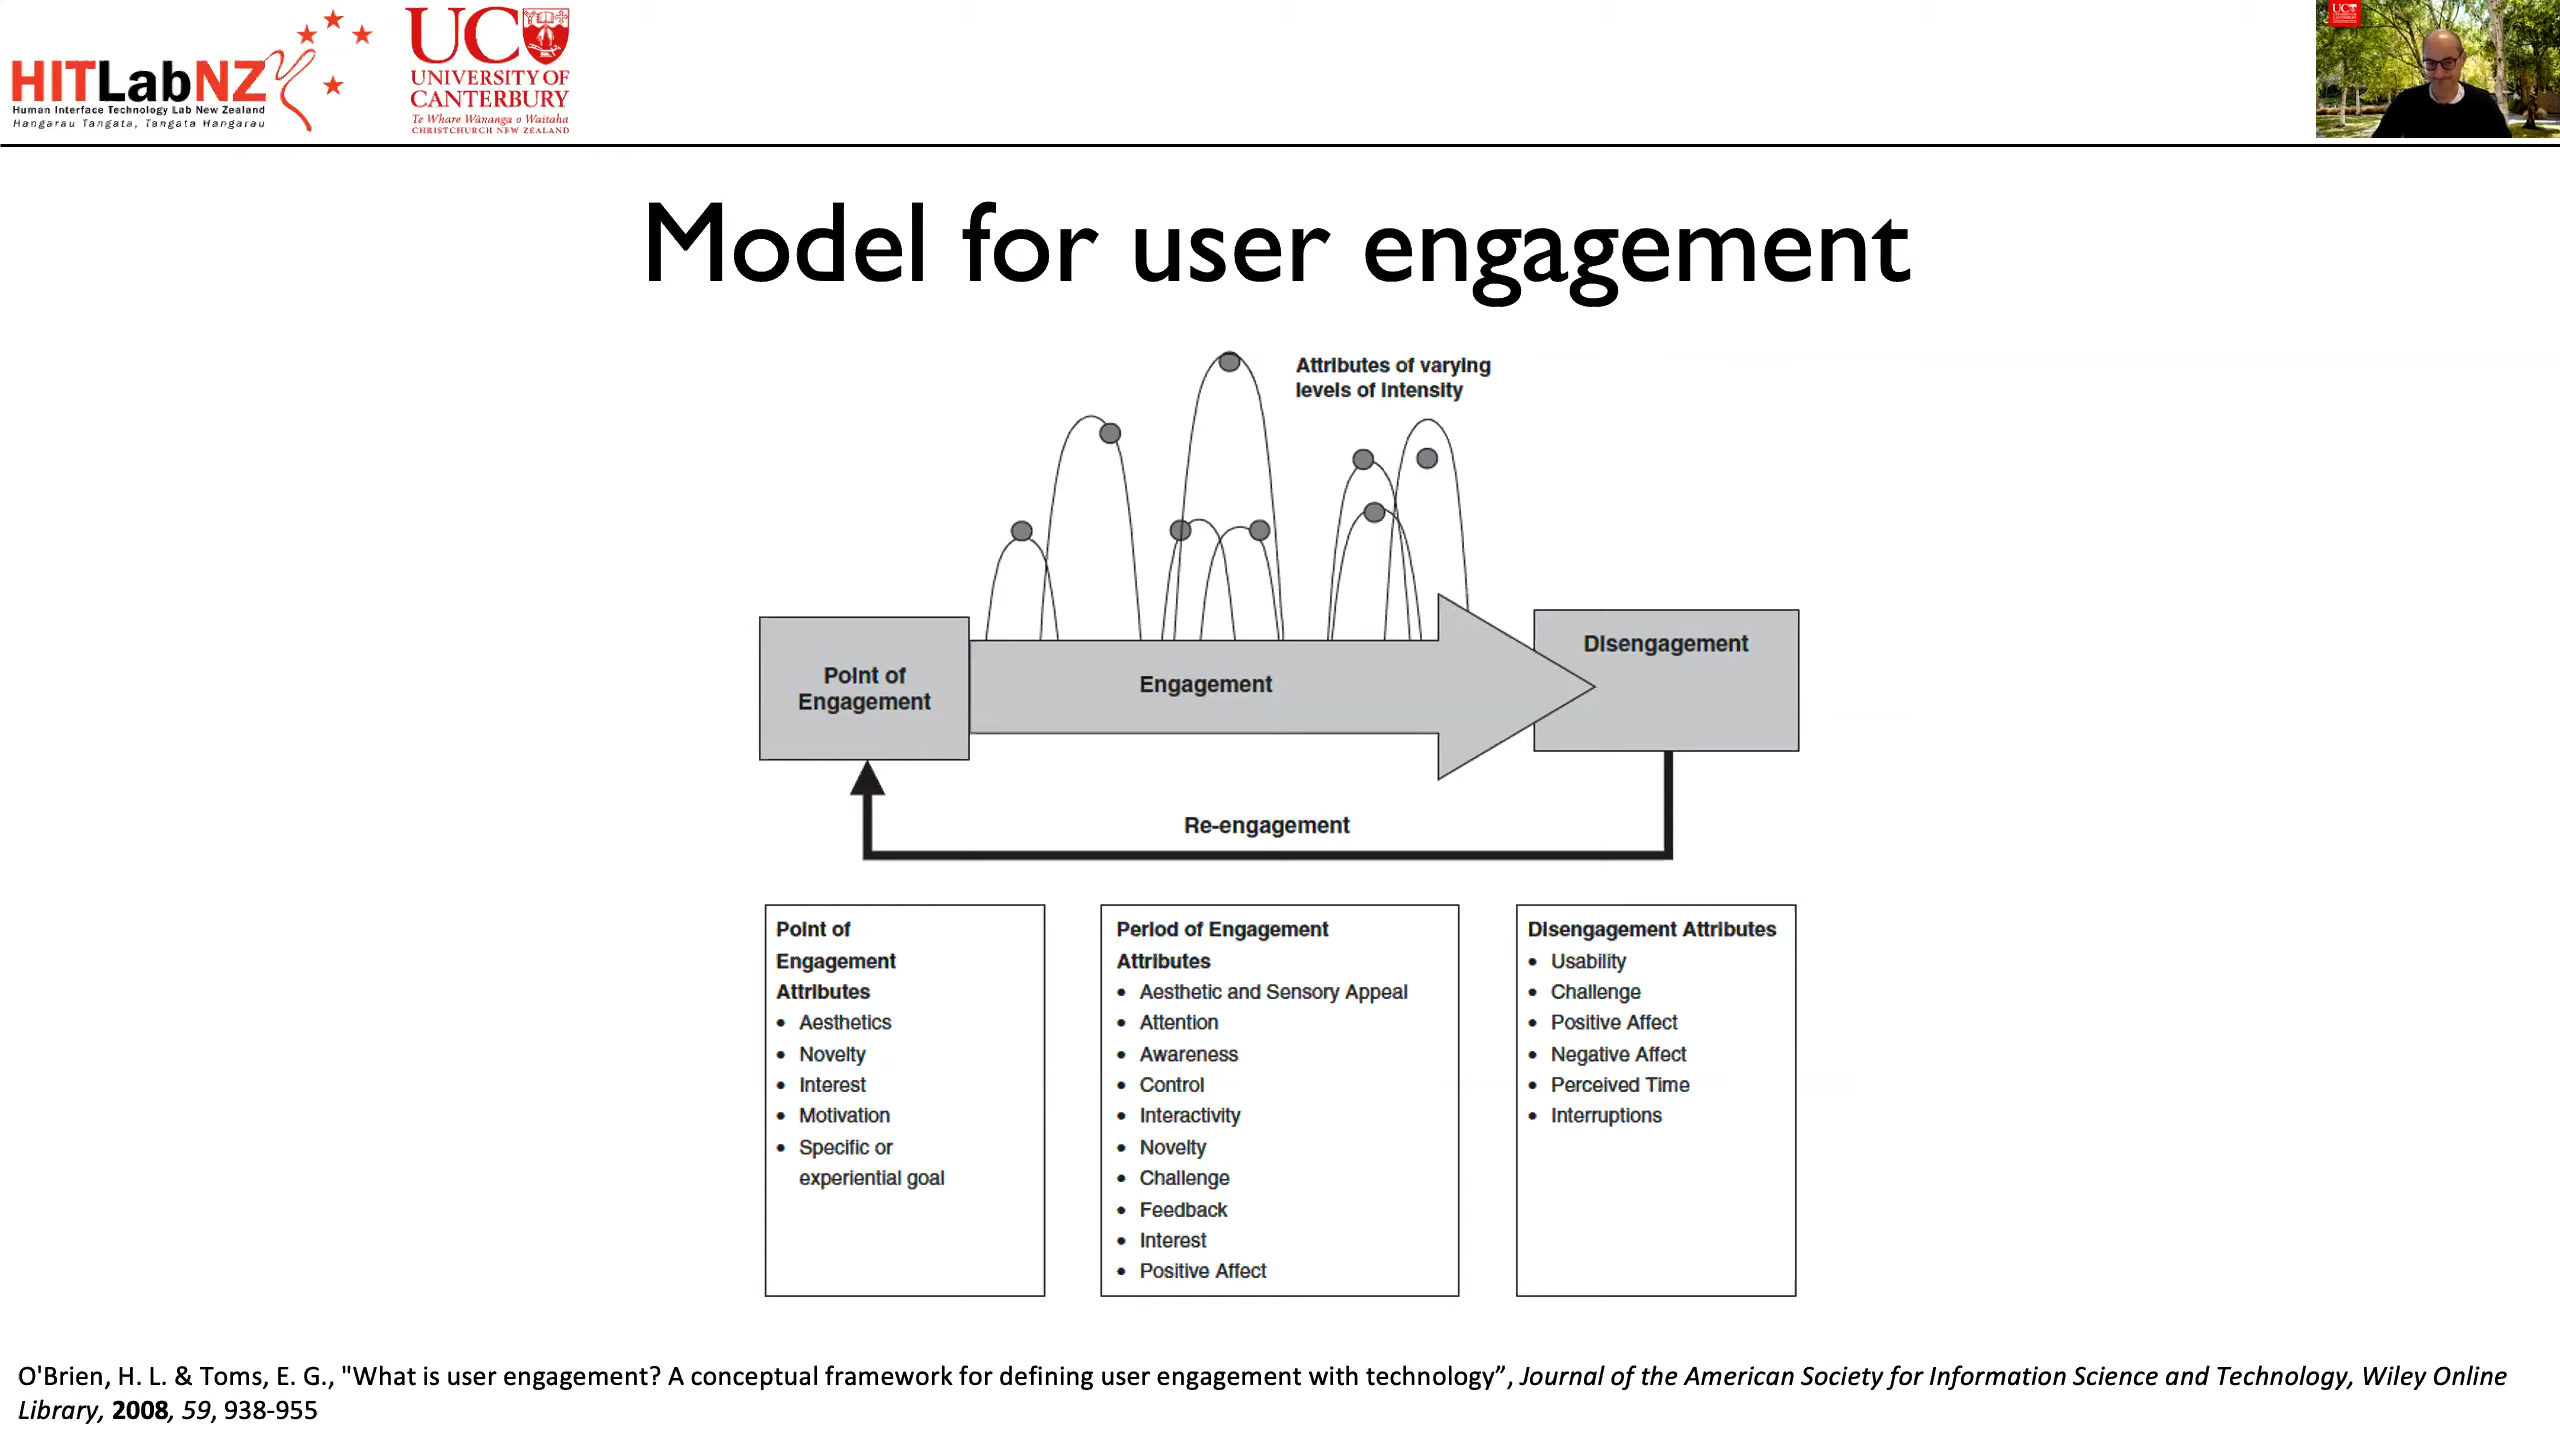 HITLabNZ
Human Interface Technology Lab New Zealand
Hangarau Tangata, Tangata Hangarau
UC
UNIVERSITY OF
CANTERBURY
Te Whare Wānanga o Waitaha
CHRISTCHURCH NEW ZEALAND
UC
Model for user engagement
Attributes of varying
levels of intensity
Point of
Engagement
Engagement
Disengagement
Re-engagement
Point of
Engagement
Attributes
• Aesthetics
• Novelty
• Interest
• Motivation
• Specific or
experiential goal
Period of Engagement
Attributes
• Aesthetic and Sensory Appeal
• Attention
• Awareness
• Control
• Interactivity
• Novelty
• Challenge
• Feedback
• Interest
• Positive Affect
Disengagement Attributes
• Usability
• Challenge
• Positive Affect
• Negative Affect
• Perceived Time
• Interruptions
O'Brien, H. L. & Toms, E. G., "What is user engagement? A conceptual framework for defining user engagement with technology”, Journal of the American Society for Information Science and Technology, Wiley Online
Library, 2008, 59, 938-955